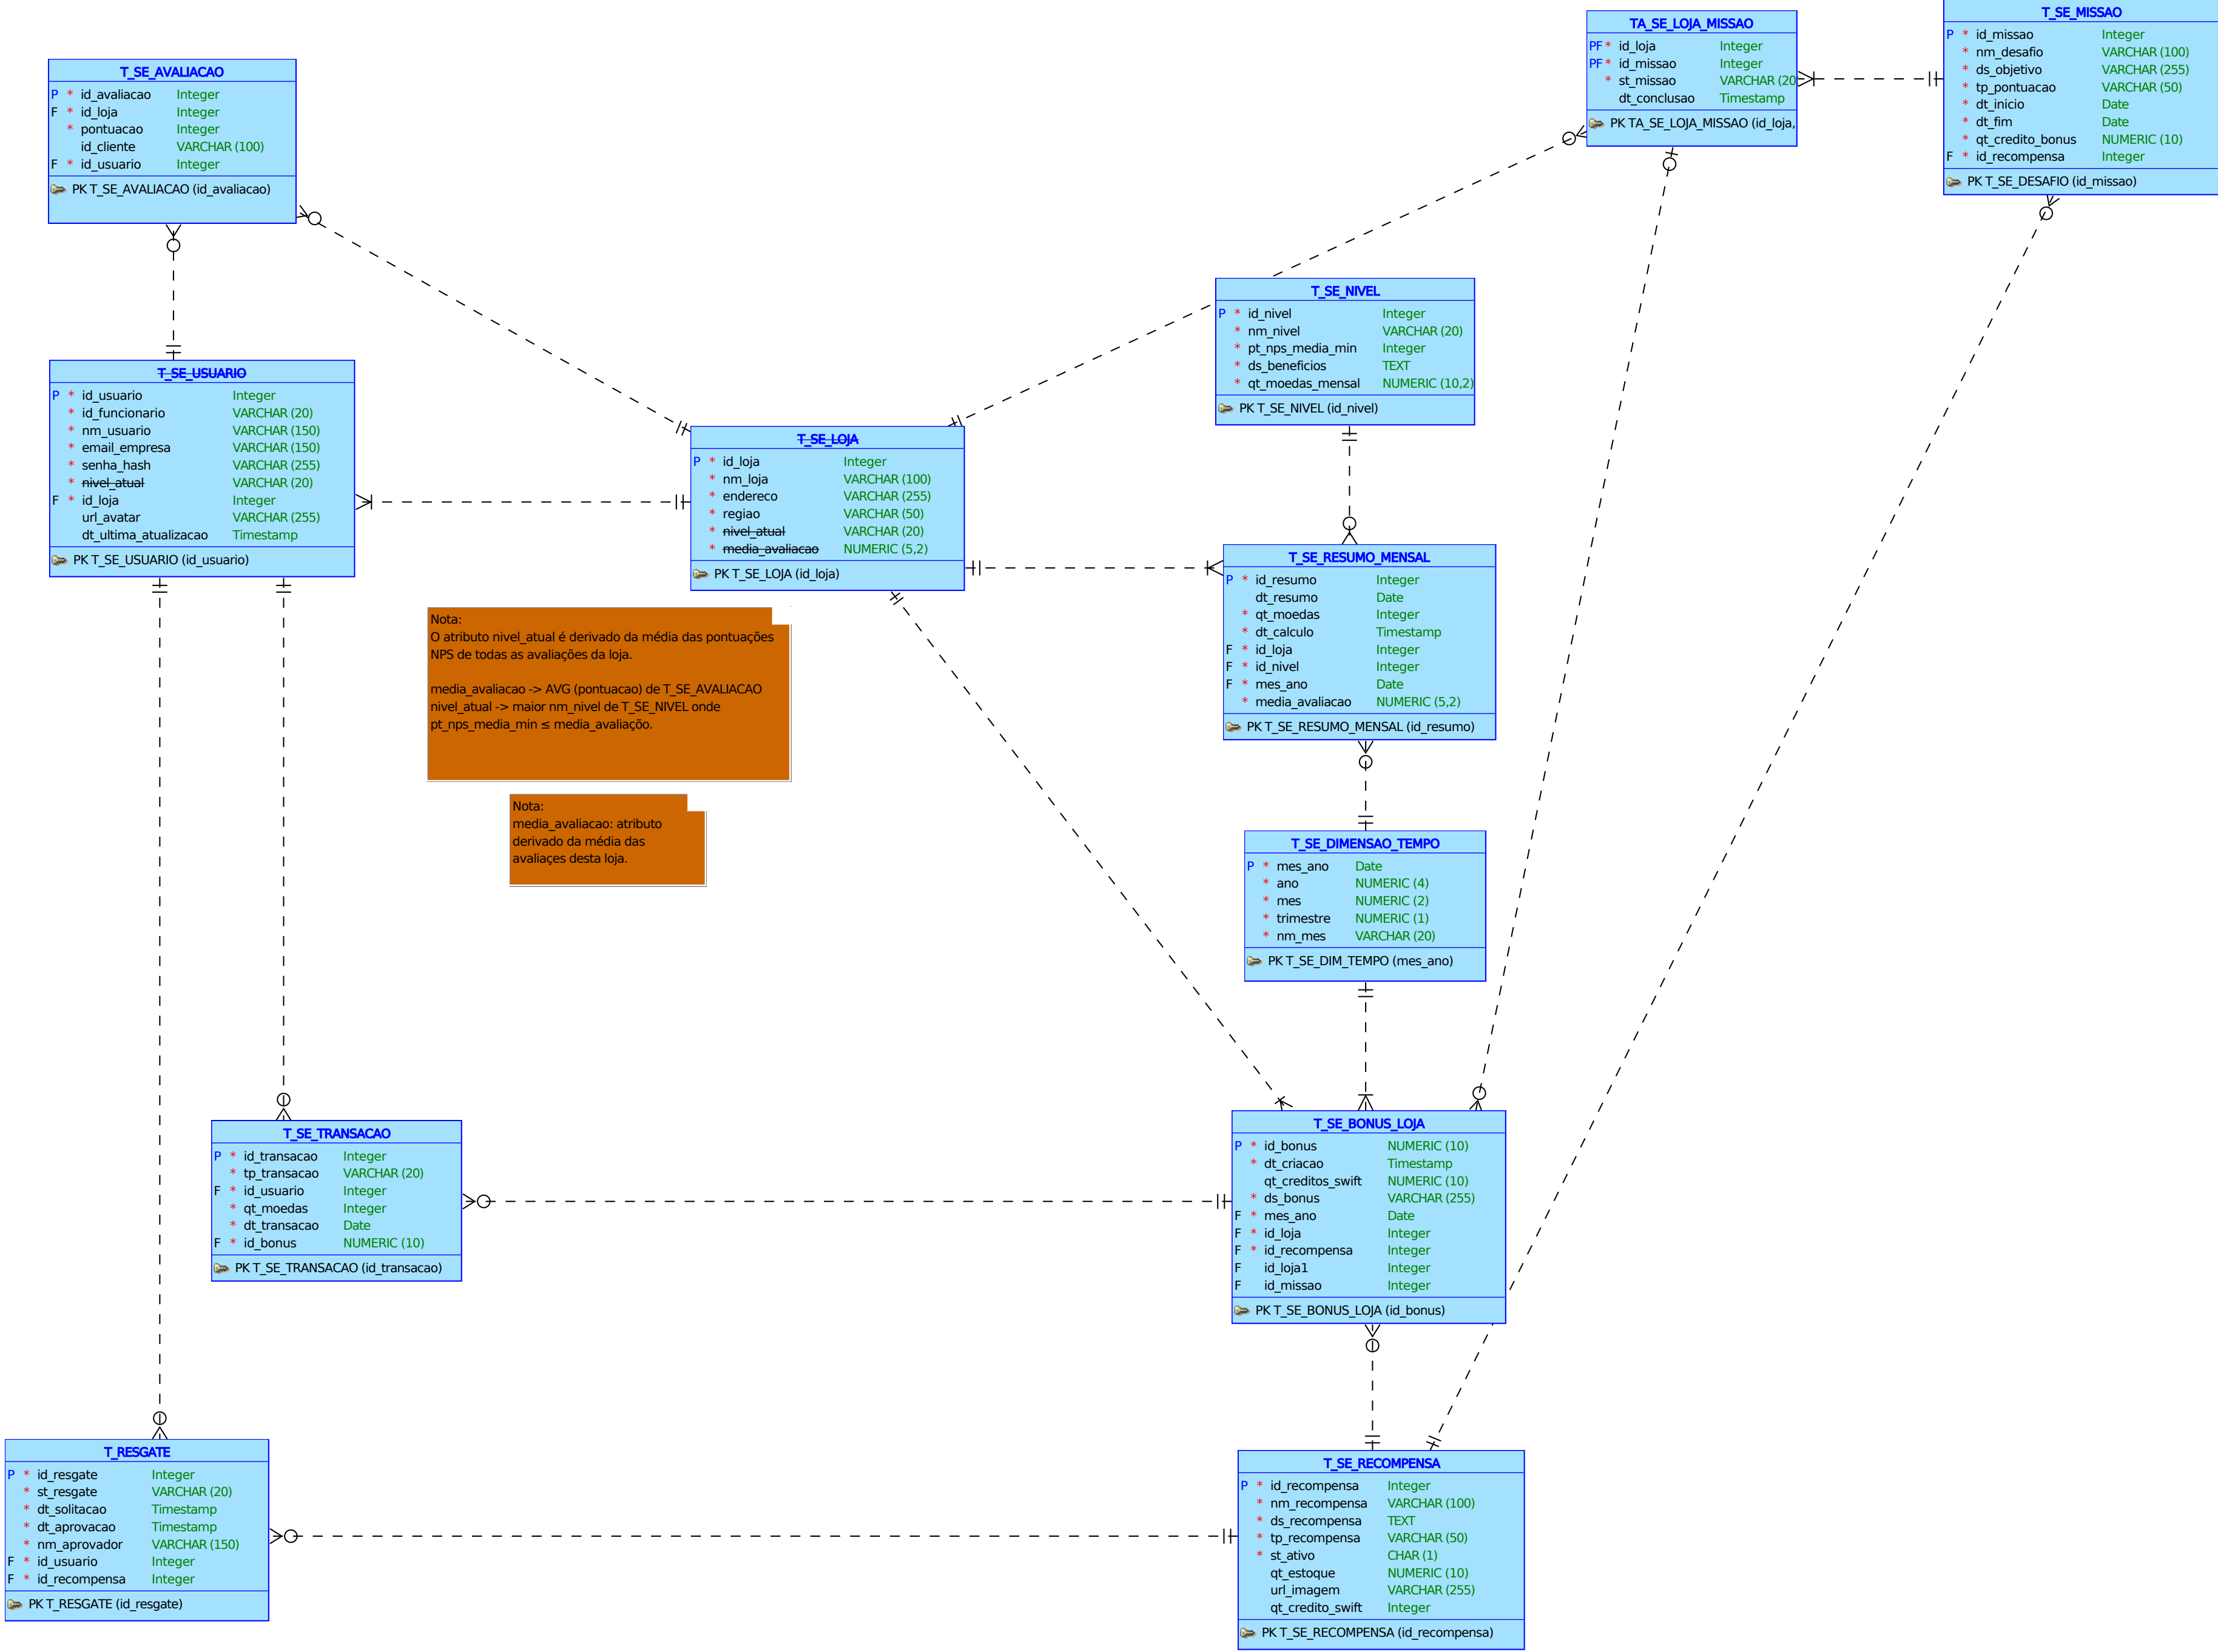 T_SE_AVALIACAO
P * id_avaliacao Integer
F * id_loja Integer
* pontuacao Integer
id_cliente VARCHAR (100)
F * id_usuario Integer
PK T_SE_AVALIACAO (id_avaliacao)
TA_SE_LOJA_MISSAO
PF * id_loja Integer
PF * id_missao Integer
* st_missao VARCHAR (20
dt_conclusao Timestamp
PK TA_SE_LOJA_MISSAO (id_loja,
T_SE_MISSAO
P * id_missao Integer
* nm_desafio VARCHAR (100)
* ds_objetivo VARCHAR (255)
* tp_pontuacao VARCHAR (50)
* dt_inicio Date
* dt_fim Date
* qt_credito_bonus NUMERIC (10)
F * id_recompensa Integer
PK T_SE_DESAFIO (id_missao)
T_SE_NIVEL
P * id_nivel Integer
* nm_nivel VARCHAR (20)
* pt_nps_media_min Integer
* ds_beneficios TEXT
* qt_moedas_mensal NUMERIC (10,2)
PK T_SE_NIVEL (id_nivel)
T_SE_USUARIO
P * id_usuario Integer
* id_funcionario VARCHAR (20)
* nm_usuario VARCHAR (150)
* email_empresa VARCHAR (150)
* senha_hash VARCHAR (255)
* nivel_atual VARCHAR (20)
F * id_loja Integer
url_avatar VARCHAR (255)
dt_ultima_atualizacao Timestamp
PK T_SE_USUARIO (id_usuario)
T_SE_LOJA
P * id_loja Integer
* nm_loja VARCHAR (100)
* endereco VARCHAR (255)
* regiao VARCHAR (50)
* nivel_atual VARCHAR (20)
* media_avaliacao NUMERIC (5,2)
PK T_SE_LOJA (id_loja)
T_SE_RESUMO_MENSAL
P * id_resumo Integer
dt_resumo Date
* qt_moedas Integer
* dt_calculo Timestamp
F * id_loja Integer
F * id_nivel Integer
F * mes_ano Date
* media_avaliacao NUMERIC (5,2)
PK T_SE_RESUMO_MENSAL (id_resumo)
Nota:
O atributo nivel_atual é derivado da média das pontuações
NPS de todas as avaliações da loja.
media_avaliacao -> AVG (pontuacao) de T_SE_AVALIACAO
nivel_atual -> maior nm_nivel de T_SE_NIVEL onde
pt_nps_media_min ≤ media_avaliação.
Nota:
media_avaliacao: atributo
derivado da média das
avaliaçes desta loja.
T_SE_DIMENSAO_TEMPO
P * mes_ano Date
* ano NUMERIC (4)
* mes NUMERIC (2)
* trimestre NUMERIC (1)
* nm_mes VARCHAR (20)
PK T_SE_DIM_TEMPO (mes_ano)
T_SE_TRANSACAO
P * id_transacao Integer
* tp_transacao VARCHAR (20)
F * id_usuario Integer
* qt_moedas Integer
* dt_transacao Date
F * id_bonus NUMERIC (10)
PK T_SE_TRANSACAO (id_transacao)
T_SE_BONUS_LOJA
P * id_bonus NUMERIC (10)
* dt_criacao Timestamp
qt_creditos_swift NUMERIC (10)
* ds_bonus VARCHAR (255)
F * mes_ano Date
F * id_loja Integer
F * id_recompensa Integer
F id_loja1 Integer
F id_missao Integer
PK T_SE_BONUS_LOJA (id_bonus)
T_RESGATE
P * id_resgate Integer
* st_resgate VARCHAR (20)
* dt_solitacao Timestamp
* dt_aprovacao Timestamp
* nm_aprovador VARCHAR (150)
F * id_usuario Integer
F * id_recompensa Integer
PK T_RESGATE (id_resgate)
T_SE_RECOMPENSA
P * id_recompensa Integer
* nm_recompensa VARCHAR (100)
* ds_recompensa TEXT
* tp_recompensa VARCHAR (50)
* st_ativo CHAR (1)
qt_estoque NUMERIC (10)
url_imagem VARCHAR (255)
qt_credito_swift Integer
PK T_SE_RECOMPENSA (id_recompensa)